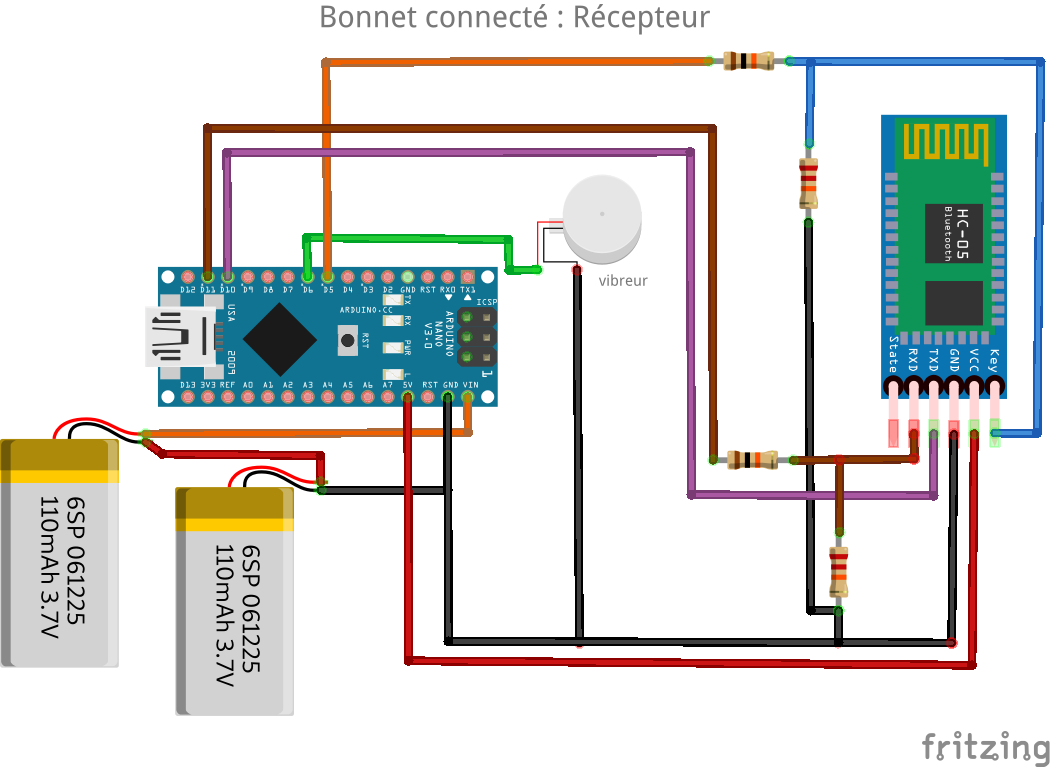 Bonnet connecté : Récepteur
HC-05
Bluetooth
vibreur
D12 D11 D10 D9 D8 D7 D6 D5 D4 D3 D2 GND RST RX0 TX1
USA
2009
ARDUINO.CC
RST
TX
RX
PWR
L
ARDUINO
NANO
V3.0
ICSP
1
D13 3V3 REF A0 A1 A2 A3 A4 A5 A6 A7 5V RST GND VIN
State
RXD
TXD
GND
VCC
Key
6SP 061225
110mAh 3.7V
6SP 061225
110mAh 3.7V
fritzing